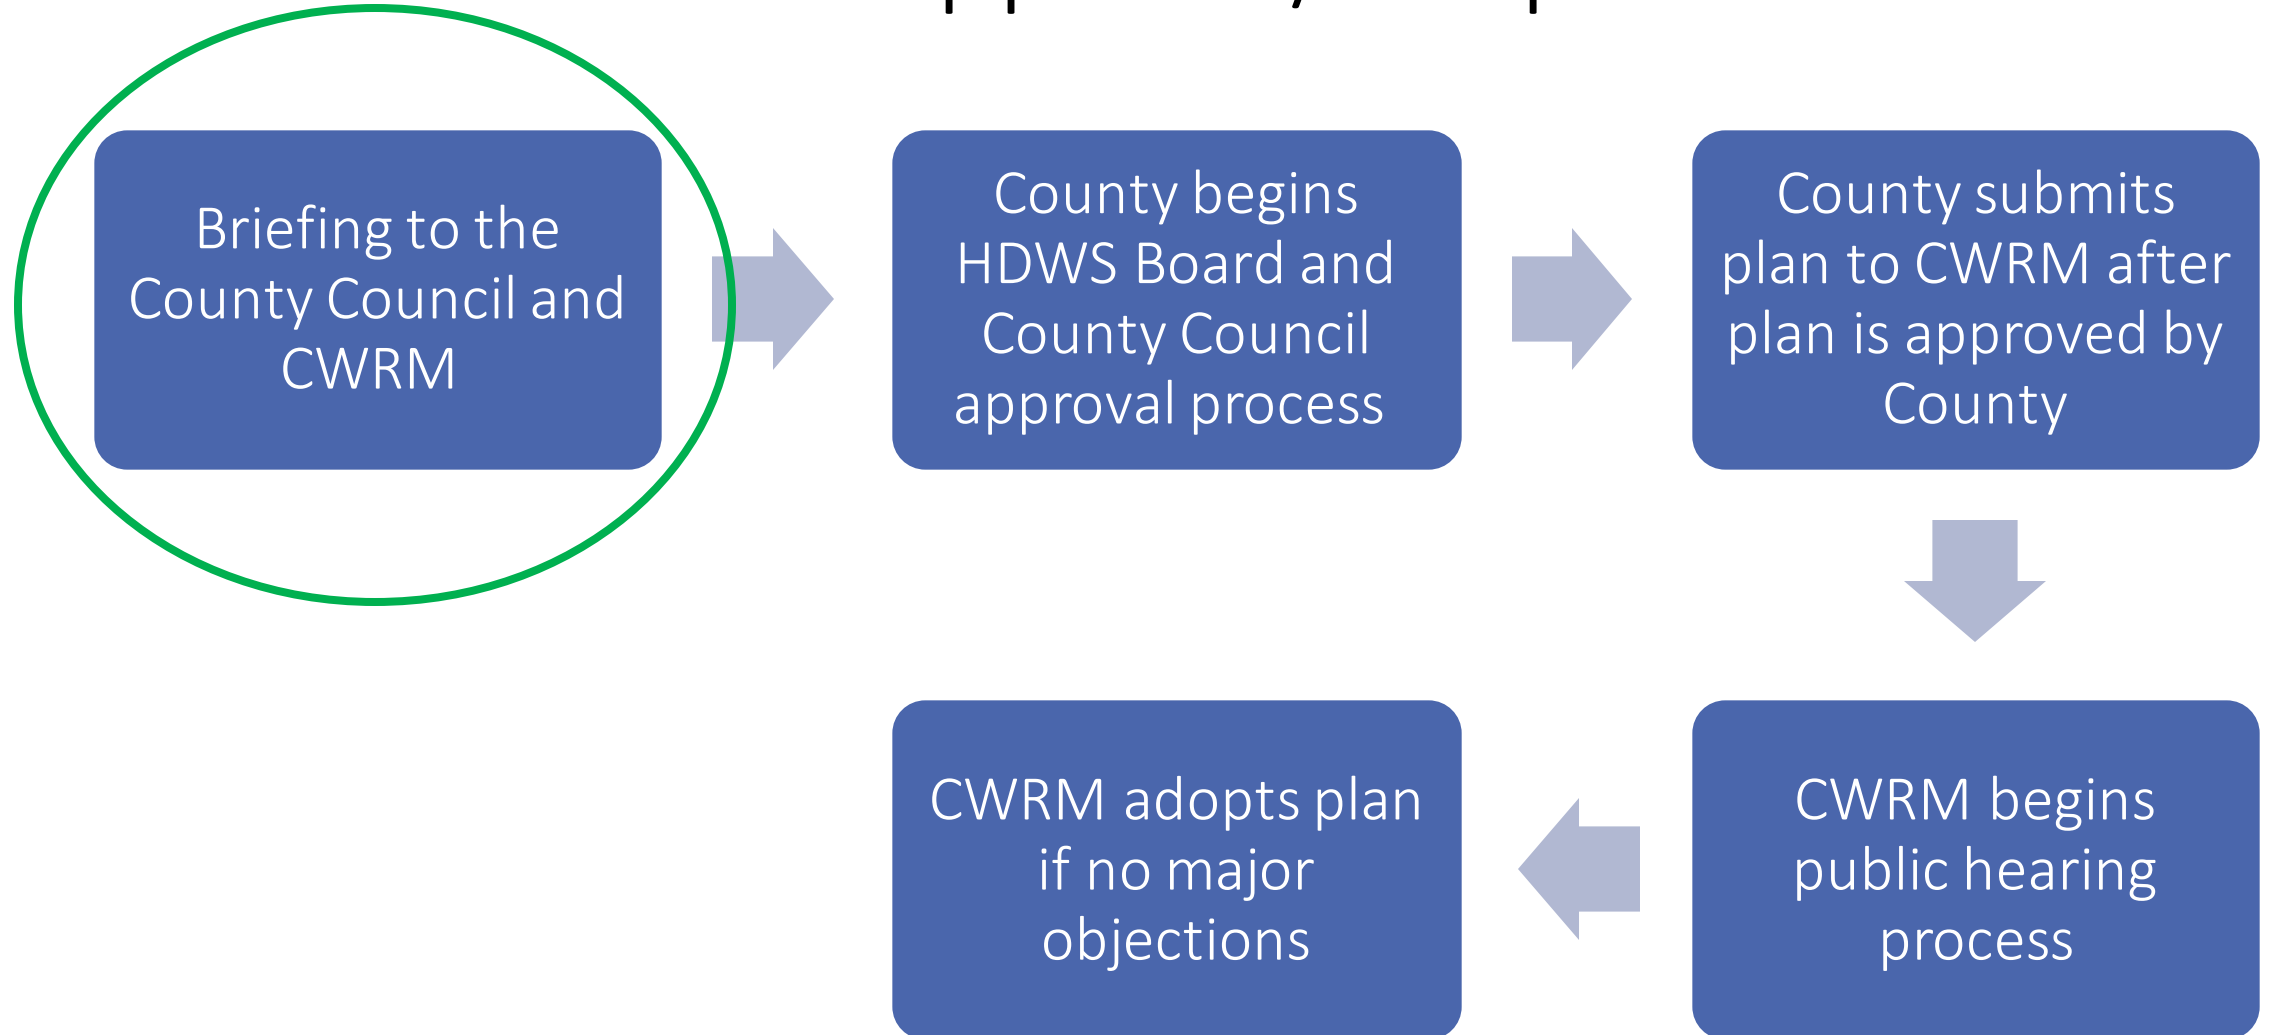 Briefing to the
County Council and
CWRM
County begins
HDWS Board and
County Council
approval process
County submits
plan to CWRM after
plan is approved by
County
CWRM begins
public hearing
process
CWRM adopts plan
if no major
objections